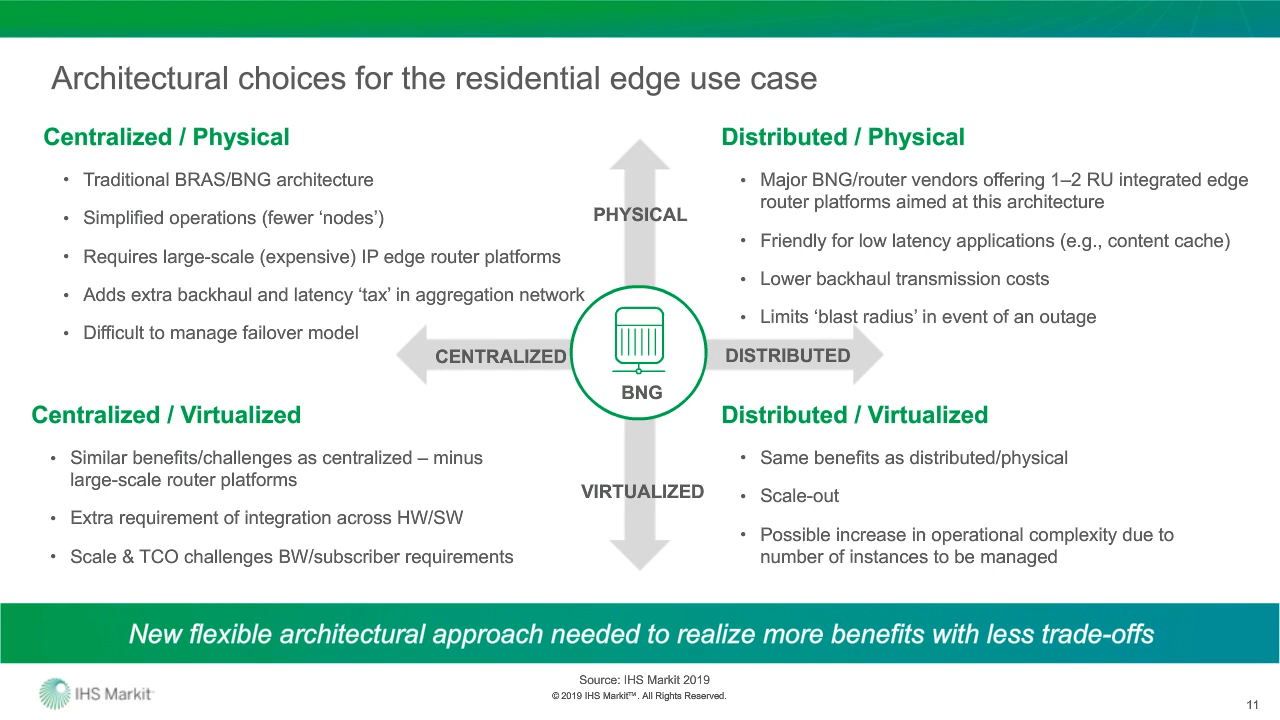 Architectural choices for the residential edge use case
Centralized / Physical
• Traditional BRAS/BNG architecture
• Simplified operations (fewer ‘nodes’)
• Requires large-scale (expensive) IP edge router platforms
• Adds extra backhaul and latency ‘tax’ in aggregation network
• Difficult to manage failover model
Distributed / Physical
• Major BNG/router vendors offering 1–2 RU integrated edge
router platforms aimed at this architecture
• Friendly for low latency applications (e.g., content cache)
• Lower backhaul transmission costs
• Limits ‘blast radius’ in event of an outage
PHYSICAL
CENTRALIZED
DISTRIBUTED
BNG
VIRTUALIZED
Centralized / Virtualized
• Similar benefits/challenges as centralized – minus
large-scale router platforms
• Extra requirement of integration across HW/SW
• Scale & TCO challenges BW/subscriber requirements
Distributed / Virtualized
• Same benefits as distributed/physical
• Scale-out
• Possible increase in operational complexity due to
number of instances to be managed
New flexible architectural approach needed to realize more benefits with less trade-offs
IHS Markit™
Source: IHS Markit 2019
© 2019 IHS Markit™. All Rights Reserved.
11